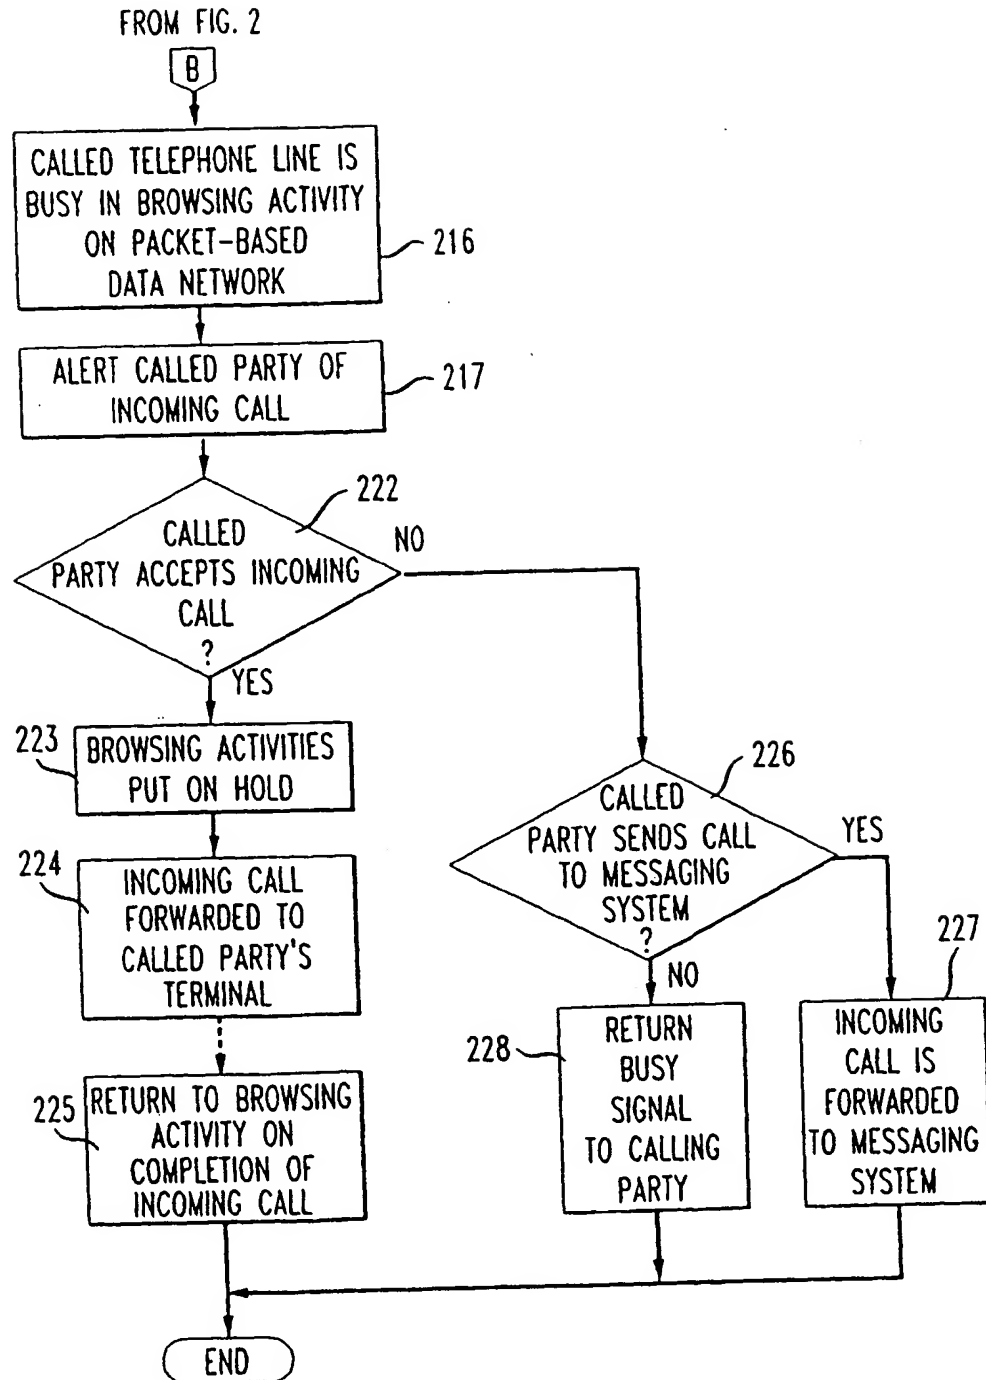 FROM FIG. 2
B
CALLED TELEPHONE LINE IS
BUSY IN BROWSING ACTIVITY
ON PACKET-BASED
DATA NETWORK
216
ALERT CALLED PARTY OF
INCOMING CALL
217
222
CALLED
PARTY ACCEPTS INCOMING
CALL
?
NO
YES
223
BROWSING ACTIVITIES
PUT ON HOLD
224
INCOMING CALL
FORWARDED TO
CALLED PARTY'S
TERMINAL
225
RETURN TO BROWSING
ACTIVITY ON
COMPLETION OF
INCOMING CALL
226
CALLED
PARTY SENDS CALL
TO MESSAGING
SYSTEM
?
YES
NO
228
RETURN
BUSY
SIGNAL
TO CALLING
PARTY
227
INCOMING
CALL IS
FORWARDED
TO MESSAGING
SYSTEM
END